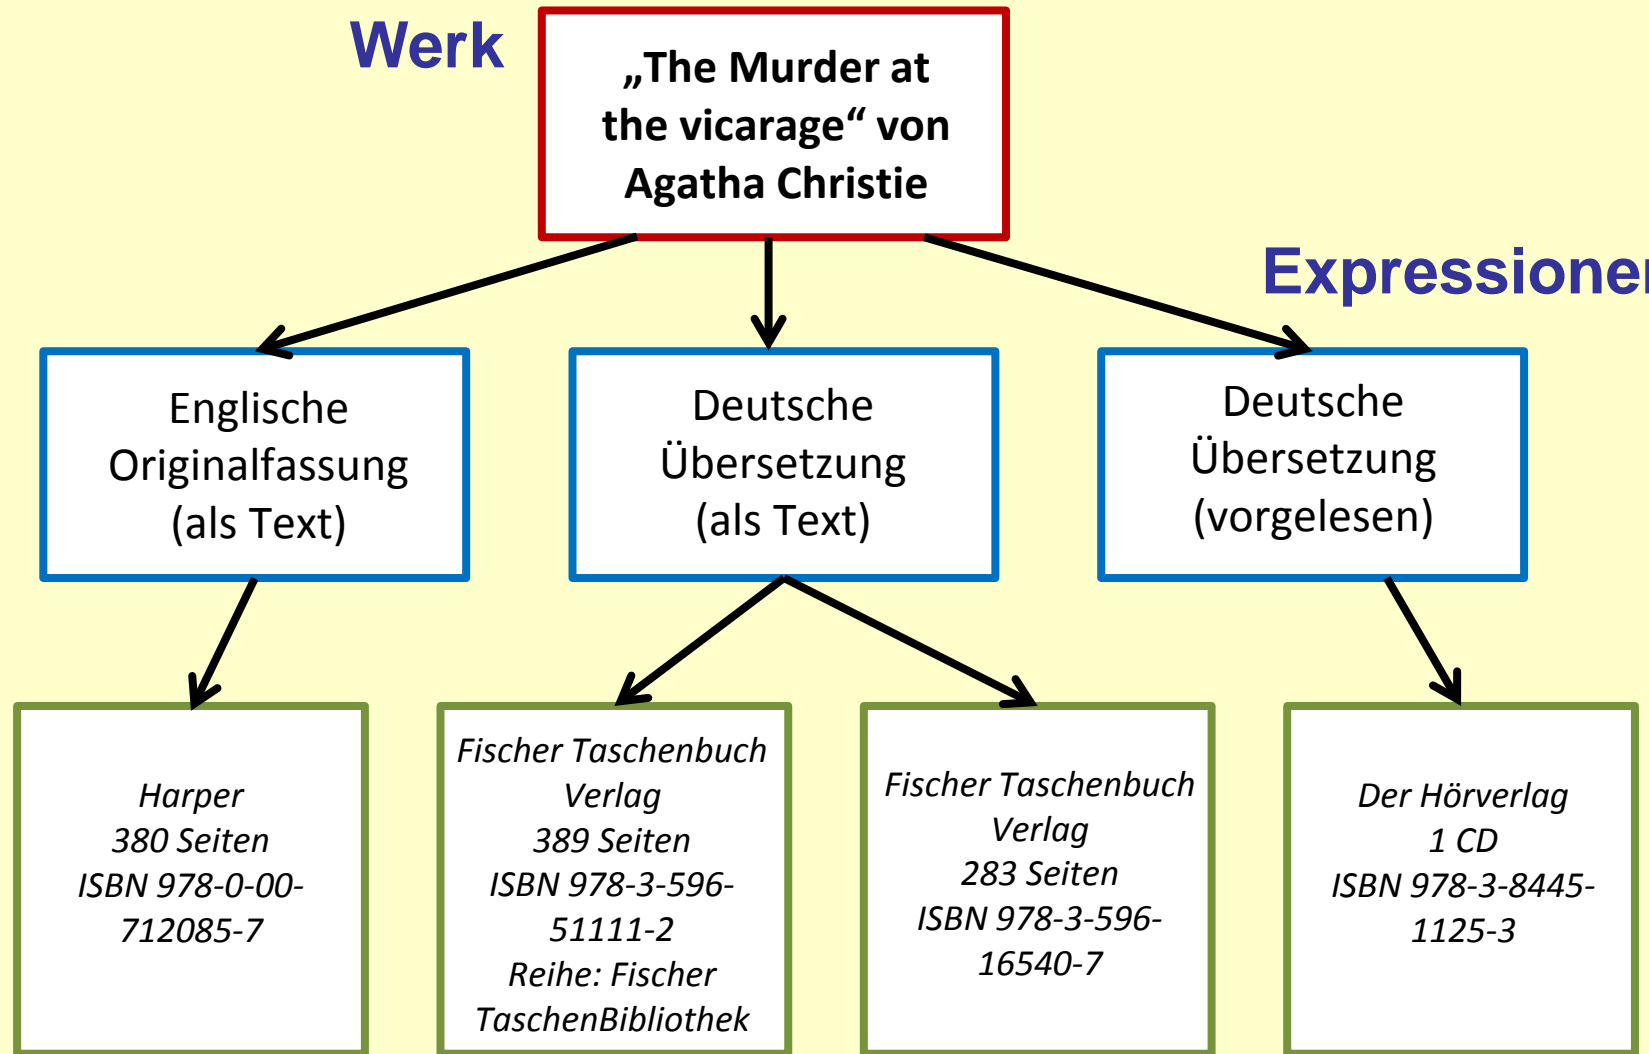 Werk
„The Murder at
the vicarage“ von
Agatha Christie
Expressionen
Englische
Originalfassung
(als Text)
Deutsche
Übersetzung
(als Text)
Deutsche
Übersetzung
(vorgelesen)
Harper
380 Seiten
ISBN 978-0-00-
712085-7
Fischer Taschenbuch
Verlag
389 Seiten
ISBN 978-3-596-
51111-2
Reihe: Fischer
TaschenBibliothek
Fischer Taschenbuch
Verlag
283 Seiten
ISBN 978-3-596-
16540-7
Der Hörverlag
1 CD
ISBN 978-3-8445-
1125-3